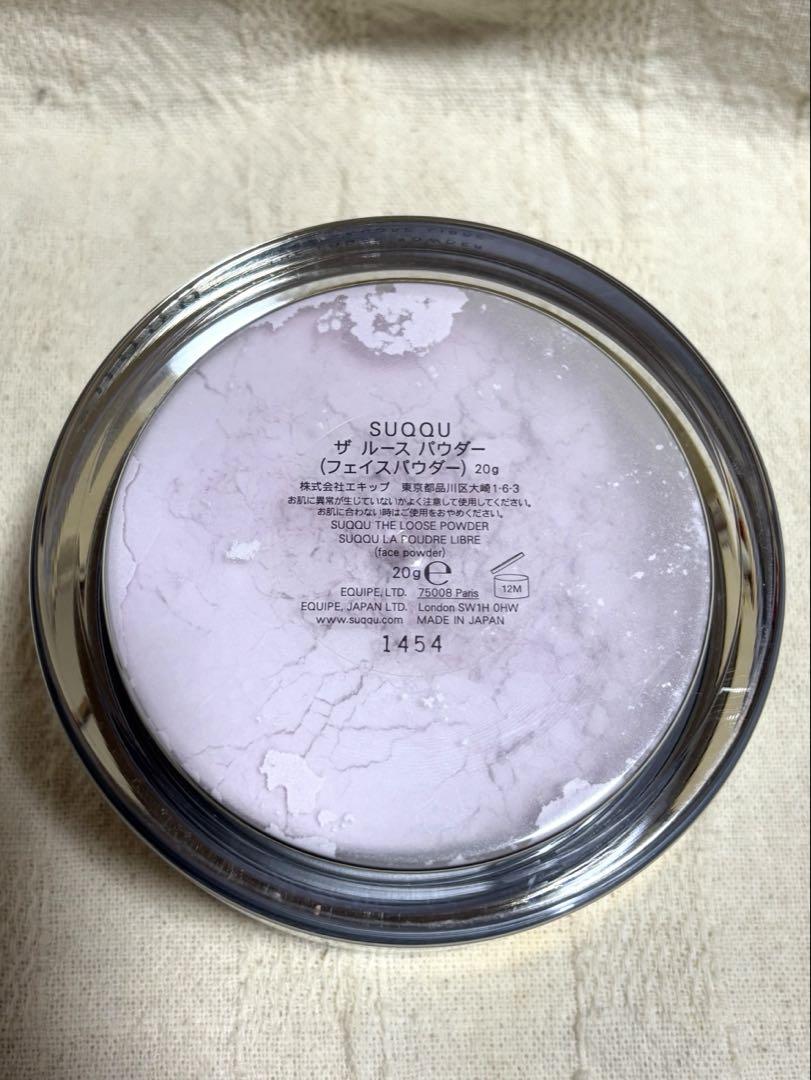 SUQQU
ザ ルース パウダー
(フェイスパウダー) 20g
株式会社エキップ 東京都品川区大崎1-6-3
お肌に異常が生じていないかよく注意して使用してください。
お肌に合わない時はご使用をおやめください。
SUQQU THE LOOSE POWDER
SUQQU LA POUDRE LIBRE
(face powder)
20g ℮
12M
EQUIPE, LTD. 75008 Paris
EQUIPE, JAPAN LTD. London SW1H 0HW
www.suqqu.com MADE IN JAPAN
1454